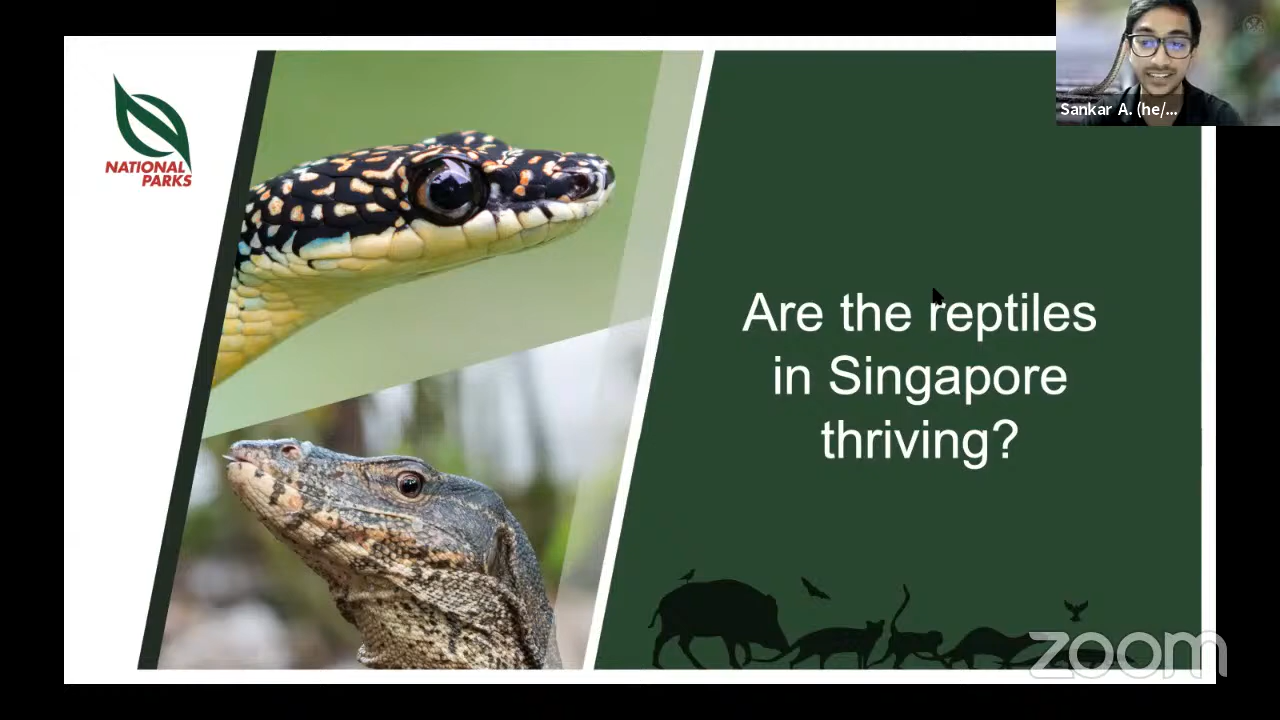 NATIONAL
PARKS
Sankar A. (he/...
Are the reptiles
in Singapore
thriving?
zoom